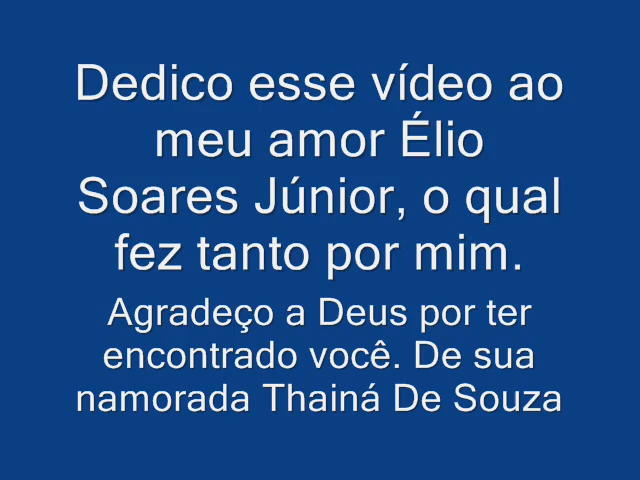 Dedico esse vídeo ao
meu amor Élio
Soares Júnior, o qual
fez tanto por mim.
Agradeço a Deus por ter
encontrado você. De sua
namorada Thainá De Souza